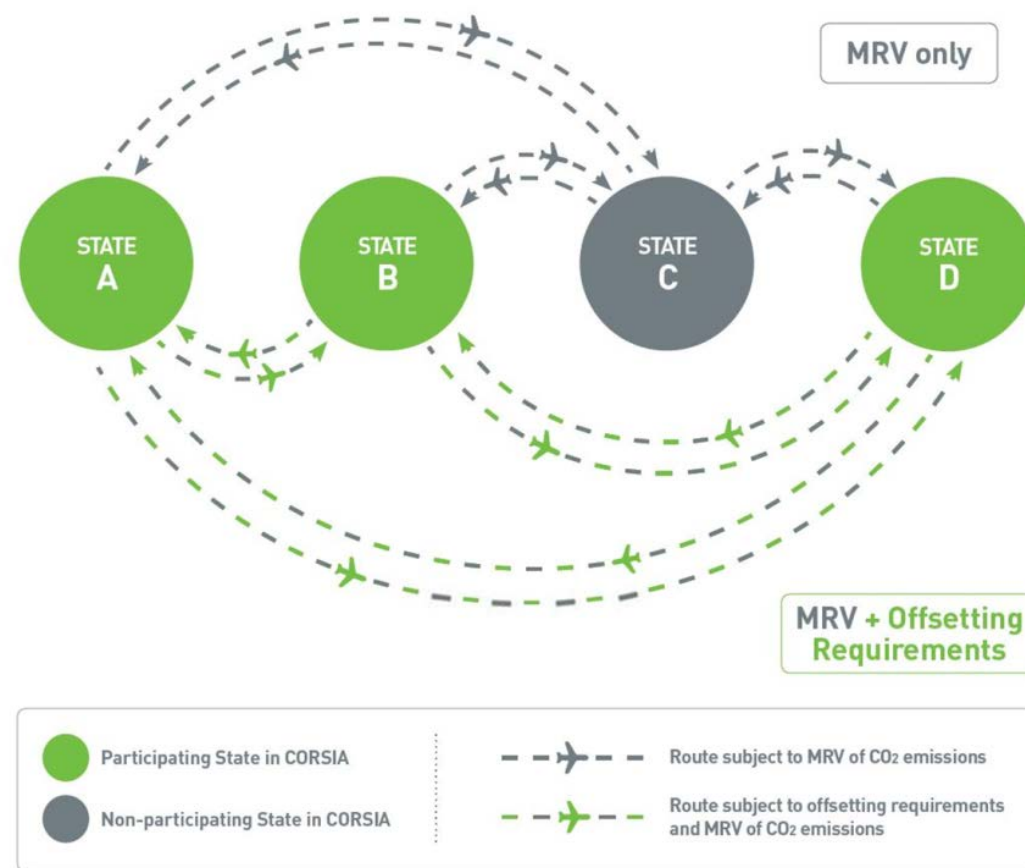 MRV only
STATE
A
STATE
B
STATE
C
STATE
D
MRV + Offsetting
Requirements
Participating State in CORSIA
Non-participating State in CORSIA
Route subject to MRV of CO₂ emissions
Route subject to offsetting requirements
and MRV of CO₂ emissions